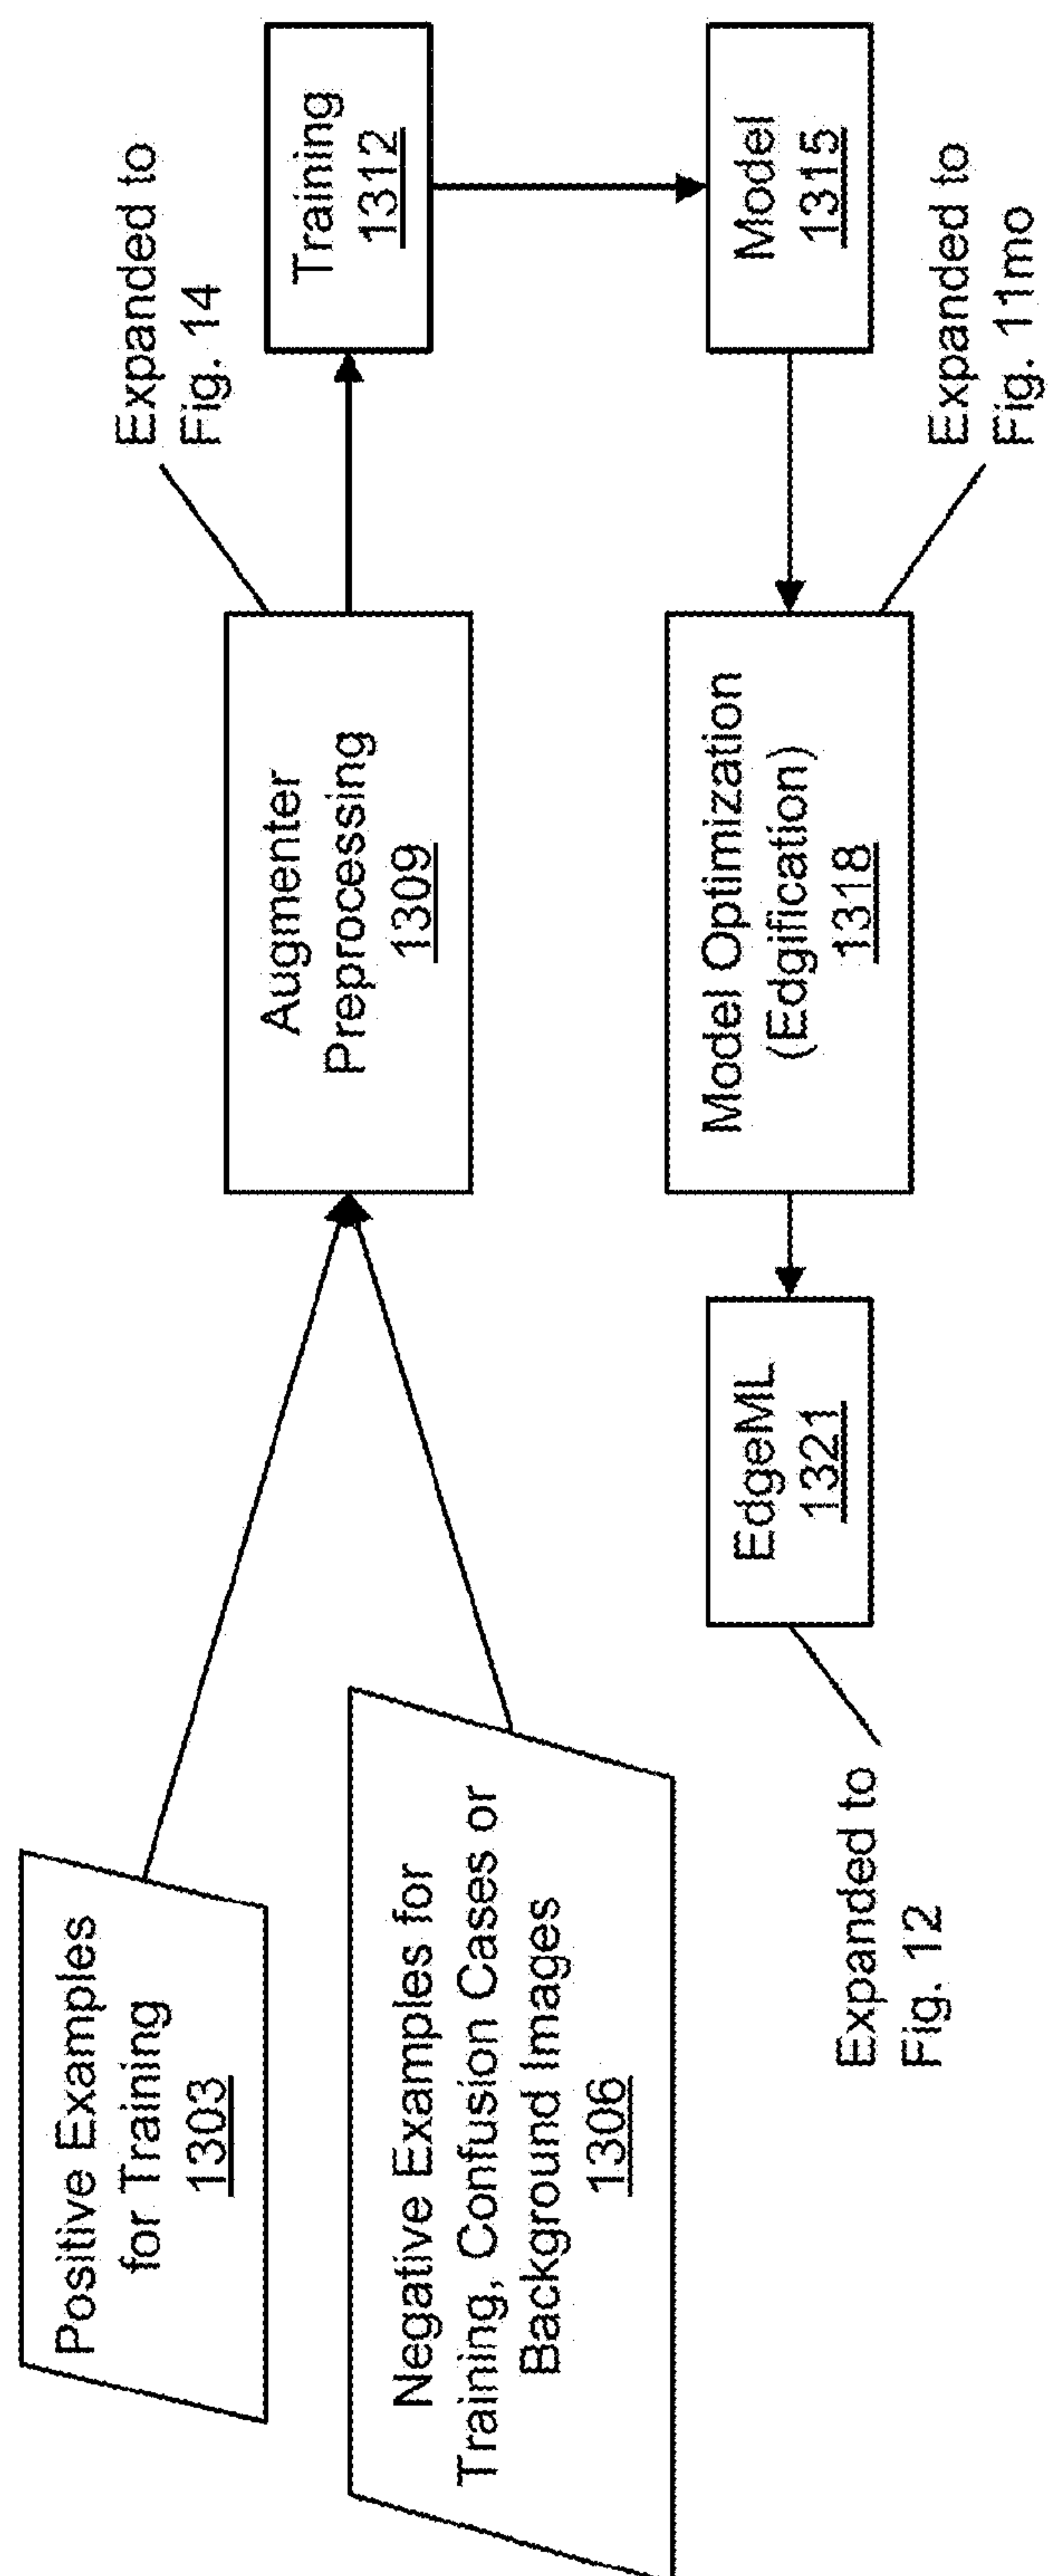 Positive Examples
for Training
1303
Negative Examples for
Training, Confusion Cases or
Background Images
1306
Augmenter
Preprocessing
1309
Expanded to
Fig. 14
Training
1312
Model
1315
Expanded to
Fig. 11mo
Model Optimization
(Edgification)
1318
EdgeML
1321
Expanded to
Fig. 12